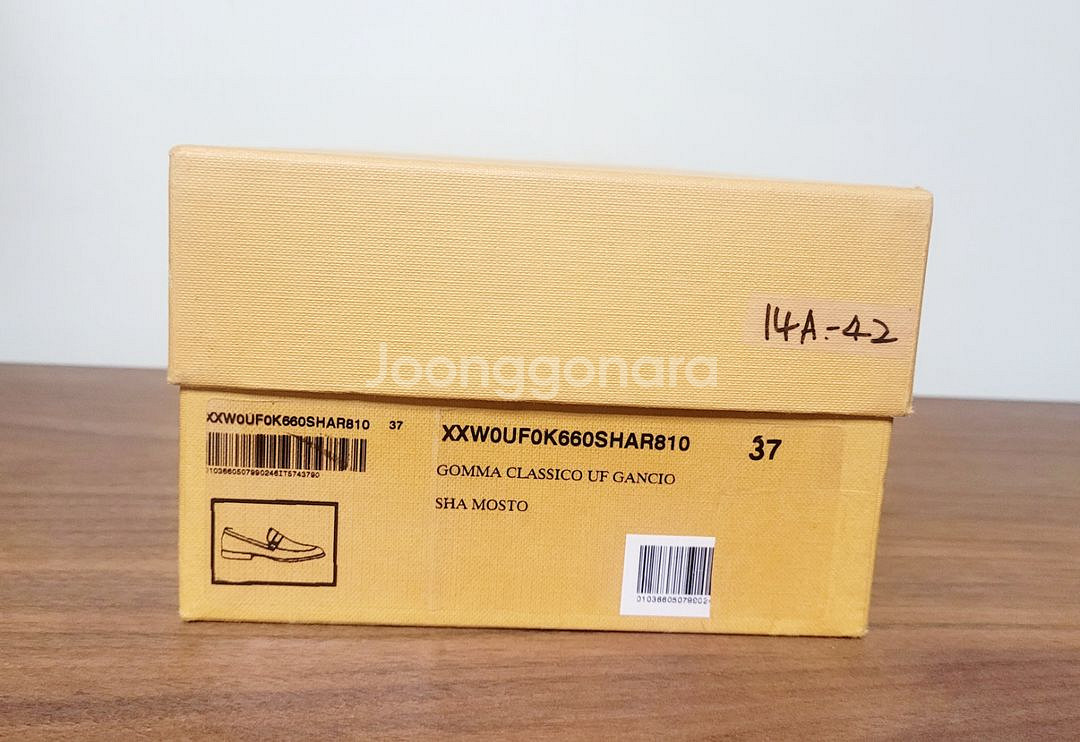 14A-42
Joonggonara
XXW0UF0K660SHAR810 37
XXW0UF0K660SHAR810 37
GOMMA CLASSICO UF GANCIO
SHA MOSTO